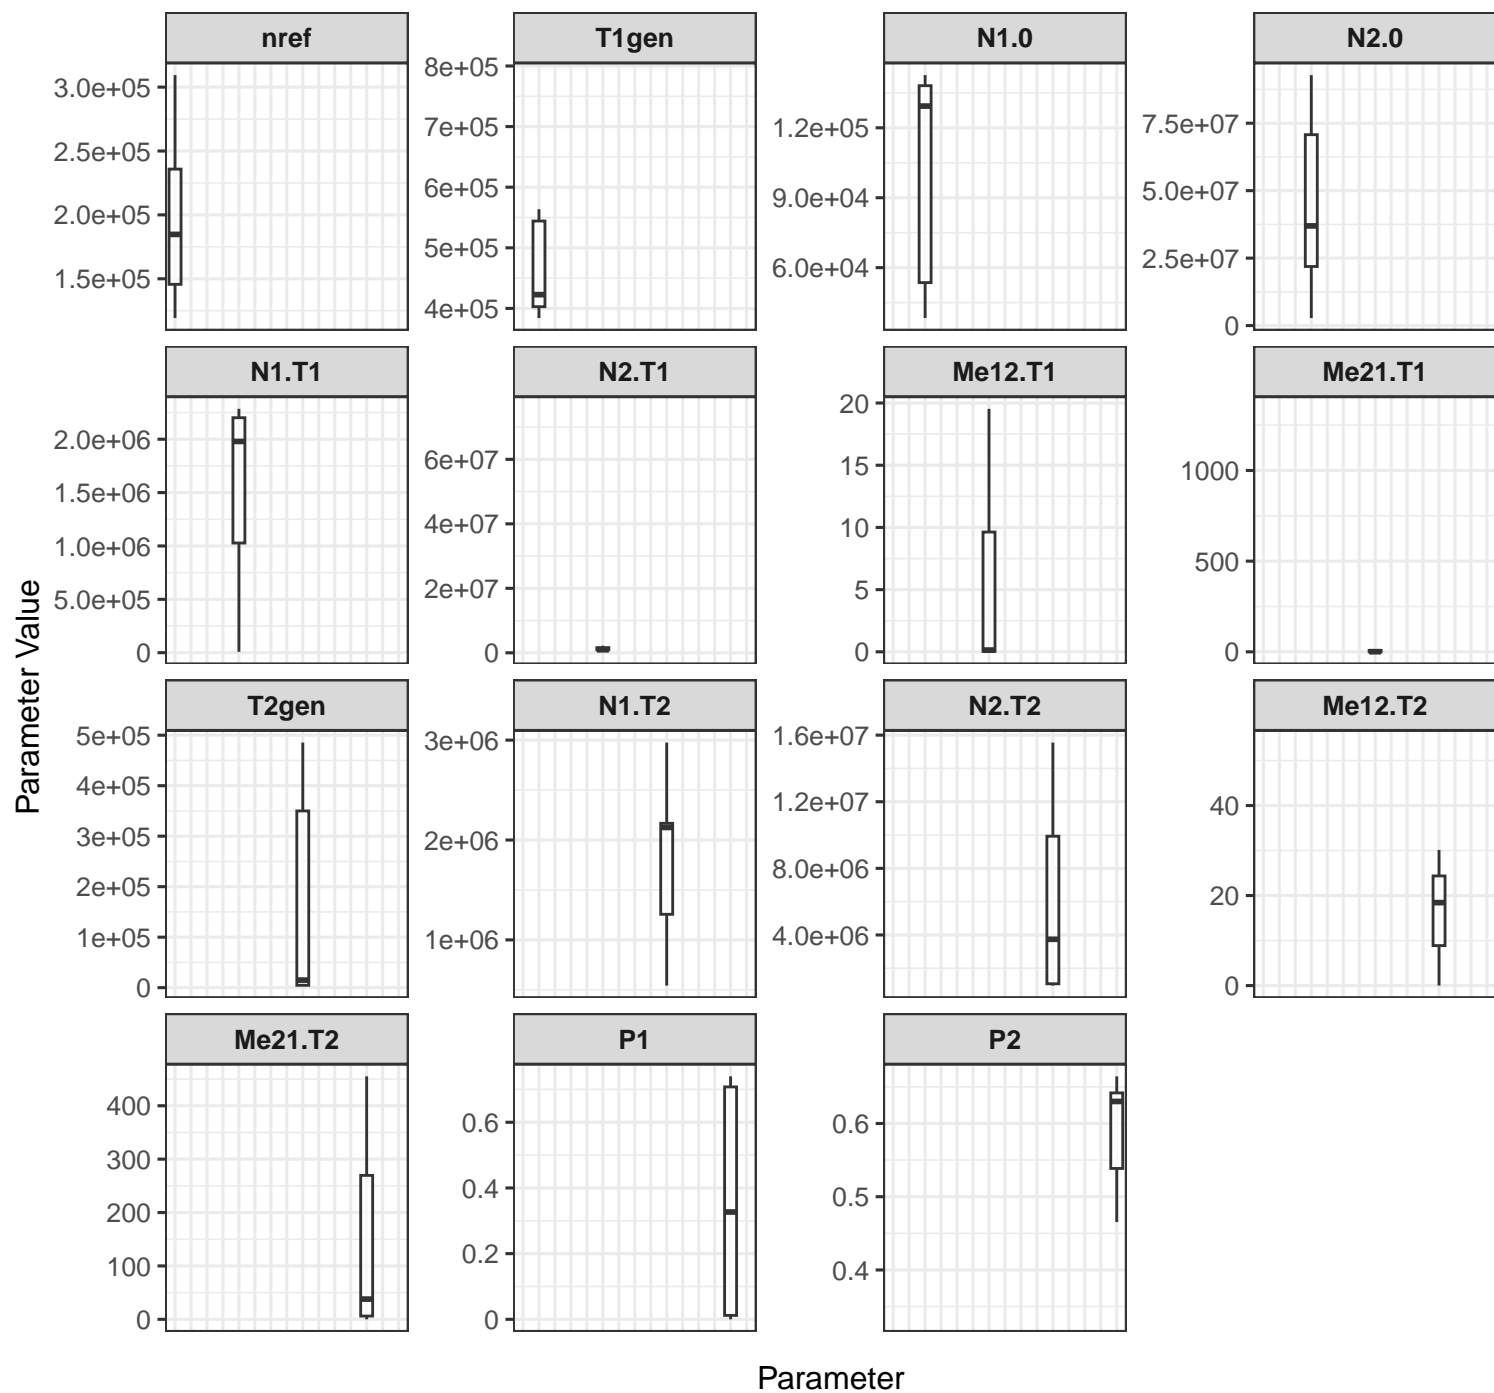 nref T1gen N1.0 N2.0
3.0e+05
2.5e+05
2.0e+05
1.5e+05
8e+05
7e+05
6e+05
5e+05
4e+05
1.2e+05
9.0e+04
6.0e+04
7.5e+07
5.0e+07
2.5e+07
0
N1.T1 N2.T1 Me12.T1 Me21.T1
2.0e+06
1.5e+06
1.0e+06
5.0e+05
0
6e+07
4e+07
2e+07
0
20
15
10
5
0
1000
500
0
Parameter Value
T2gen N1.T2 N2.T2 Me12.T2
5e+05
4e+05
3e+05
2e+05
1e+05
0
3e+06
2e+06
1e+06
1.6e+07
1.2e+07
8.0e+06
4.0e+06
40
20
0
Me21.T2 P1 P2
400
300
200
100
0
0.6
0.4
0.2
0
0.6
0.5
0.4
Parameter